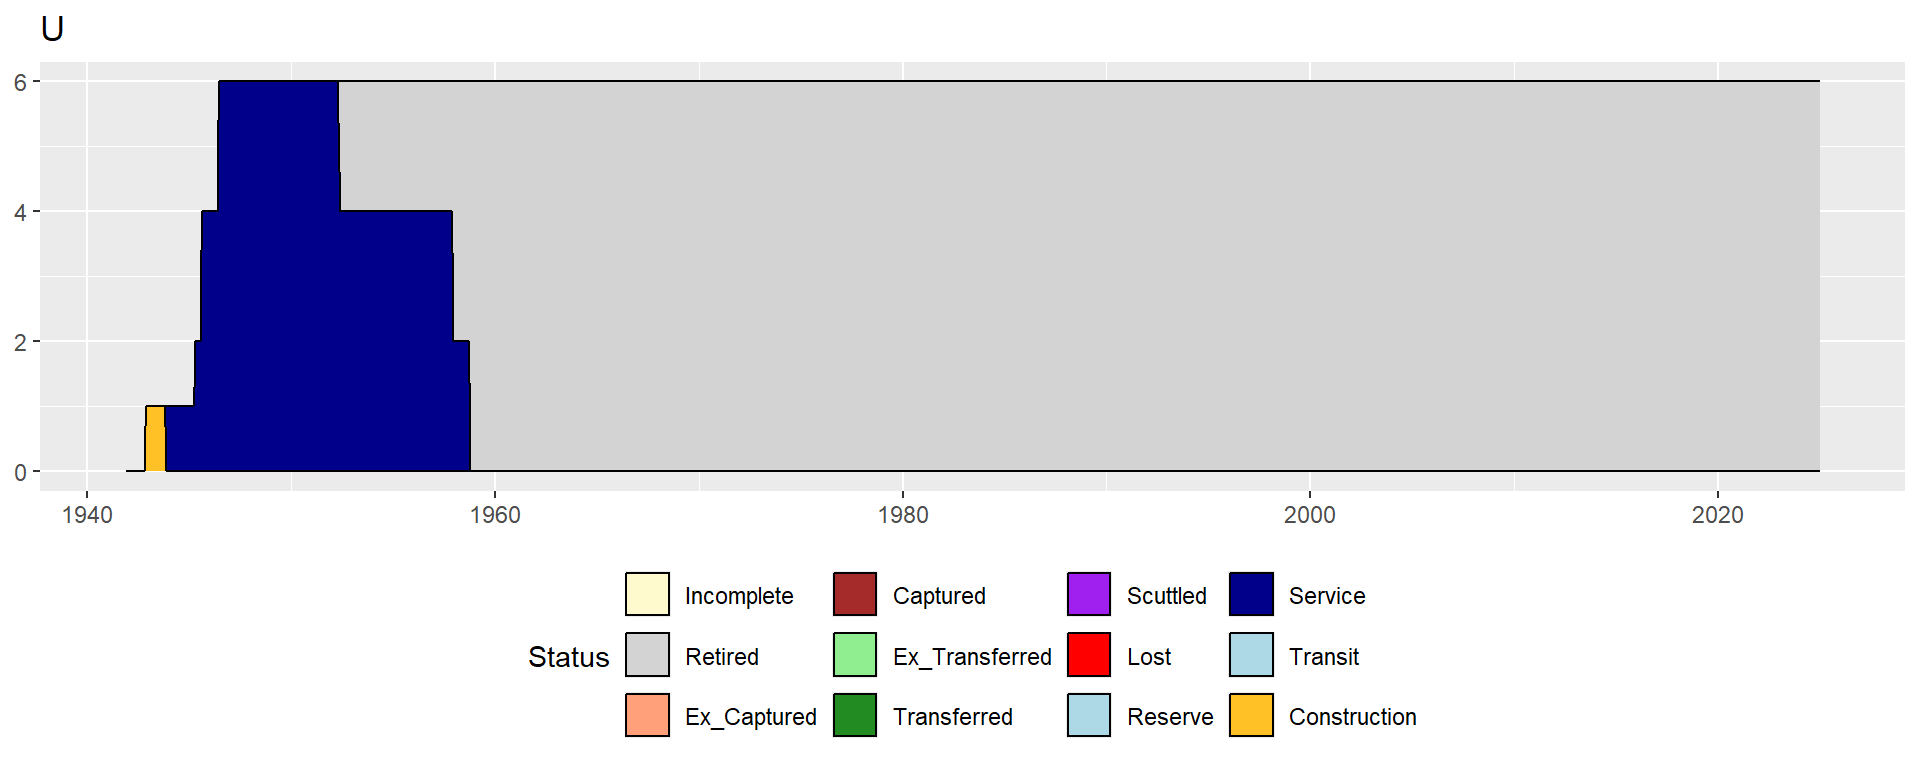 U
6
4
2
0
1940 1960 1980 2000 2020
Status
Incomplete Captured Scuttled Service
Retired Ex_Transferred Lost Transit
Ex_Captured Transferred Reserve Construction